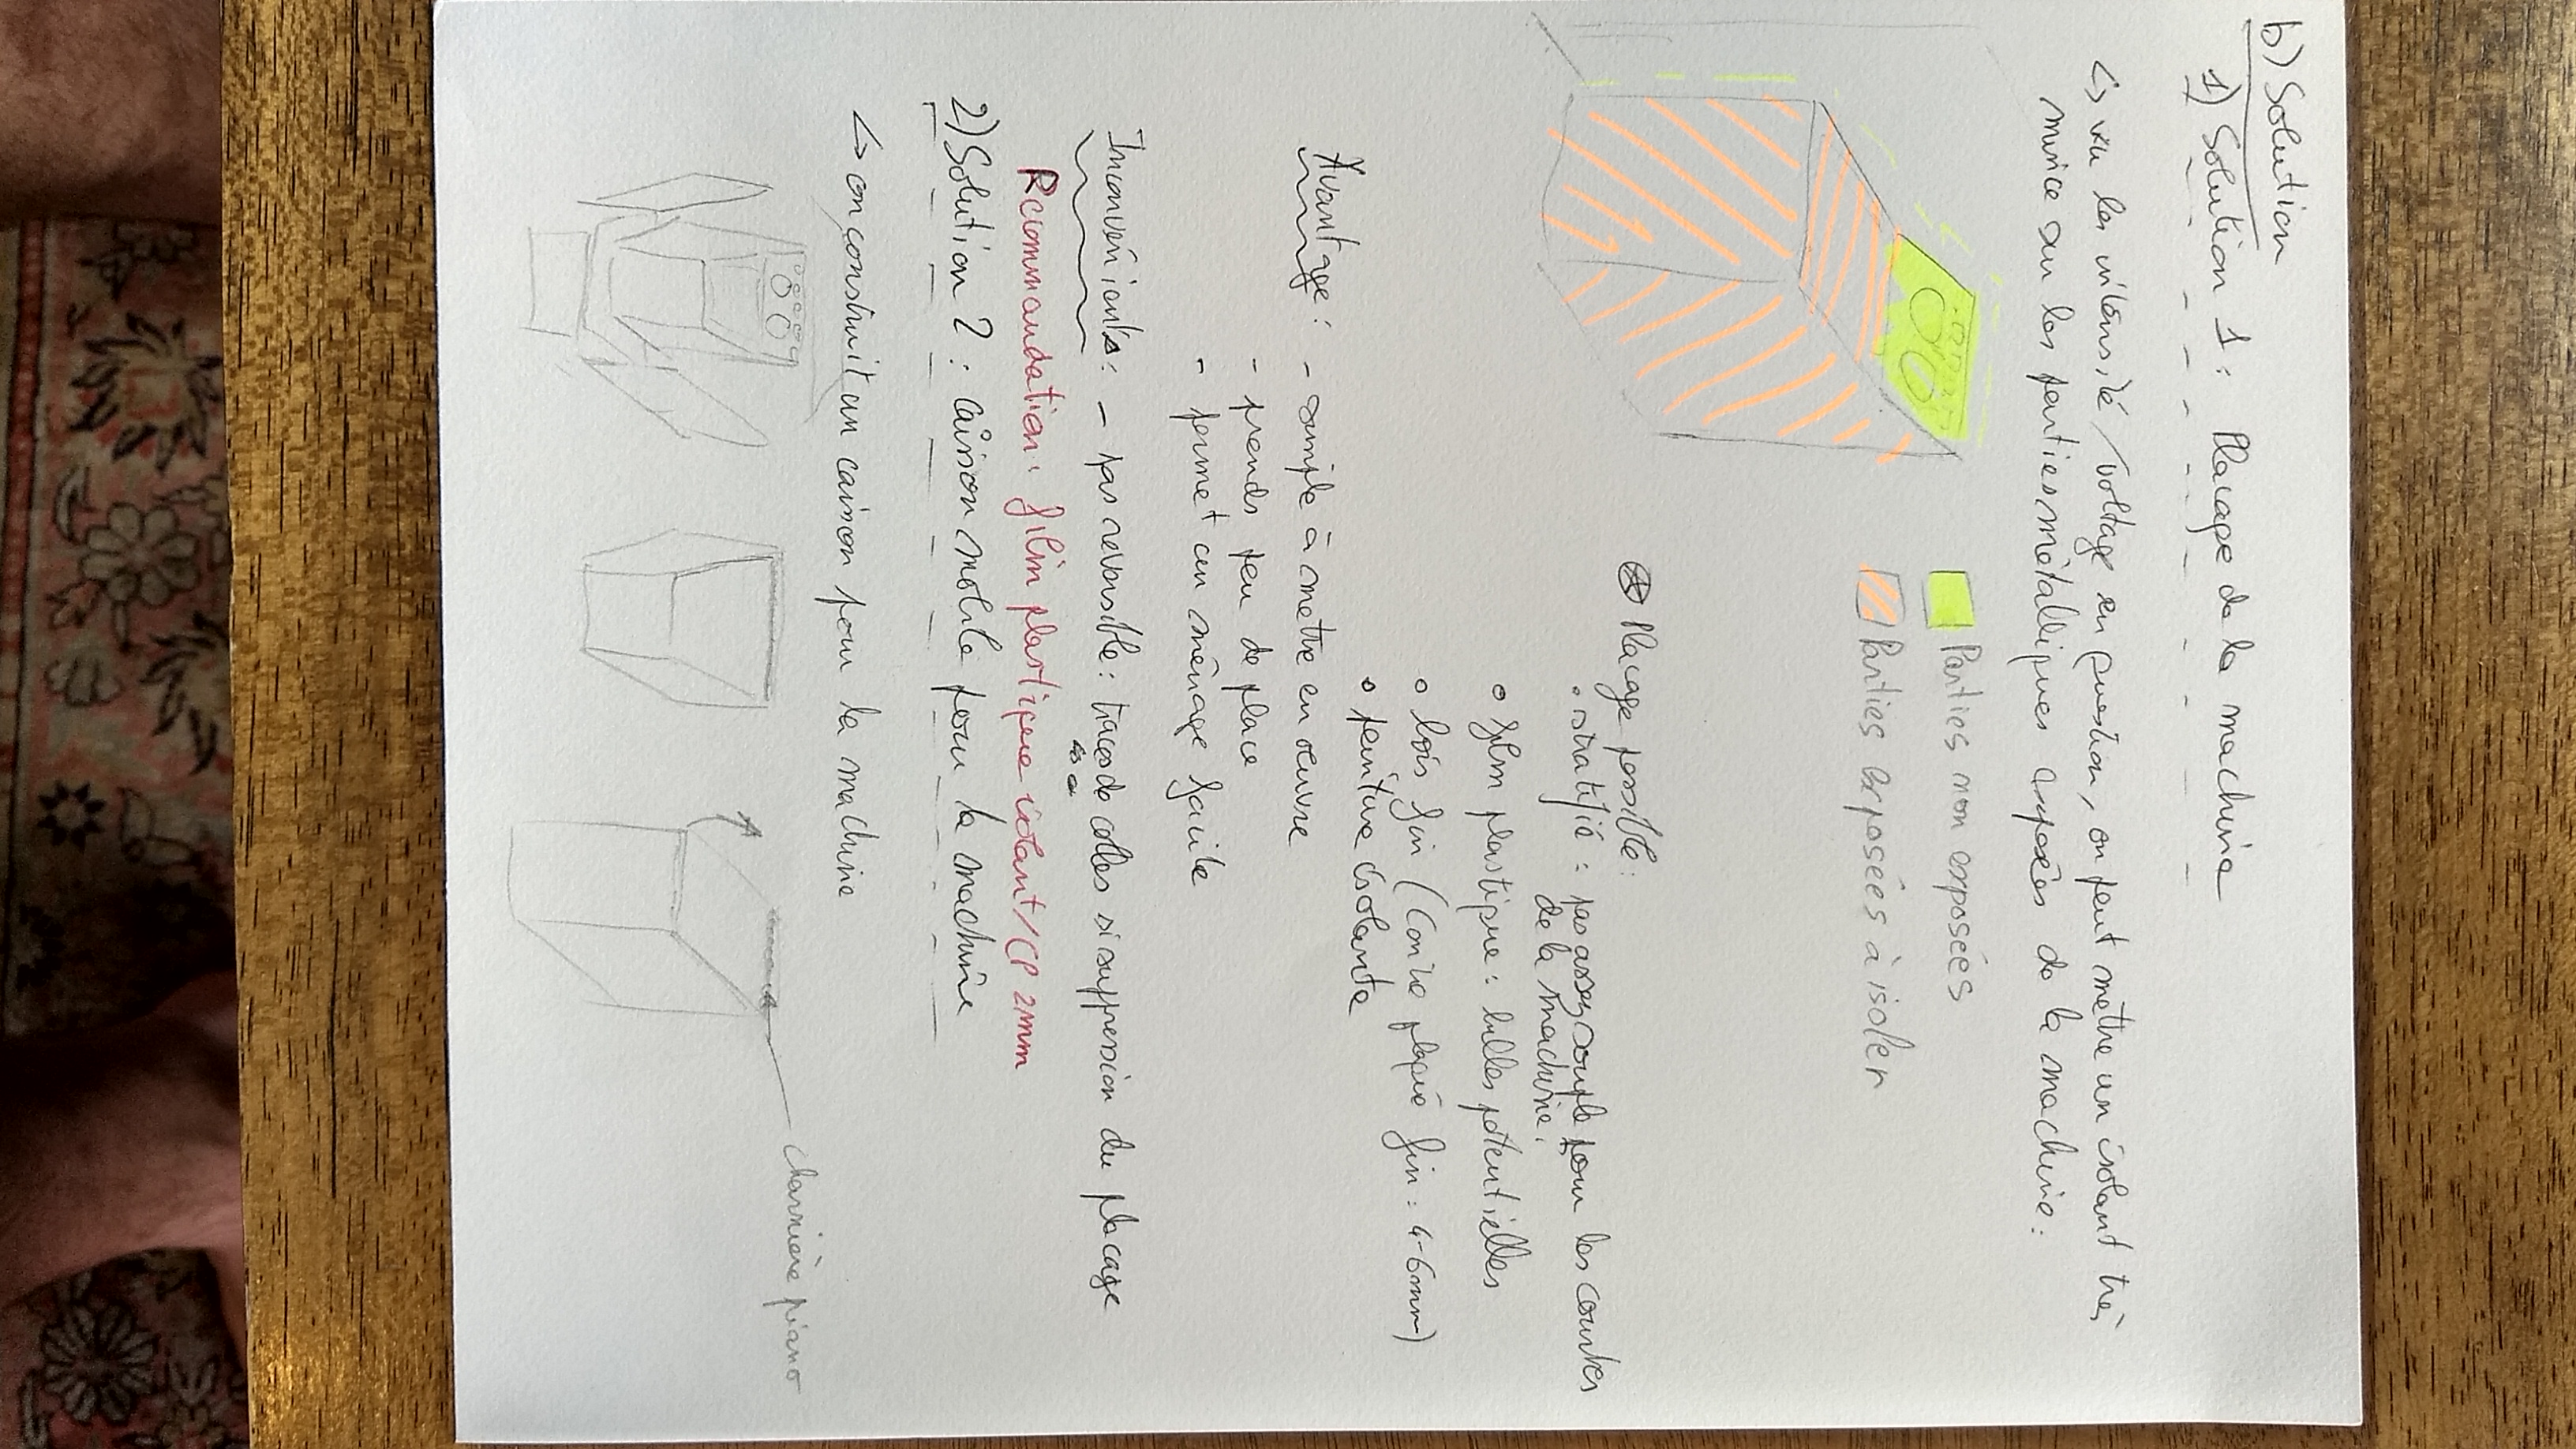 b) Solution
1) Solution 1 : Placage de la machine
↳ vu les intensité / voltage en question, on peut mettre un isolant très
mince sur les parties métalliques exposées de la machine :
Parties non exposées
Parties exposées à isoler
Placage possible :
• stratifié : pas assez souple pour les courbes
de la machine.
o film plastique : bulles potentielles
o bois fin (contre plaqué fin : 4-6mm)
o peinture isolante
Avantage : - simple à mettre en œuvre
- prends peu de place
- permet un ménage facile
Inconvénients : - pas réversible : traces de colles si suppression du placage
Recommandation : film plastique isolant/CP 2mm
2) Solution 2 : caisson mobile pour la machine
↳ on construit un caisson pour la machine
charnière piano